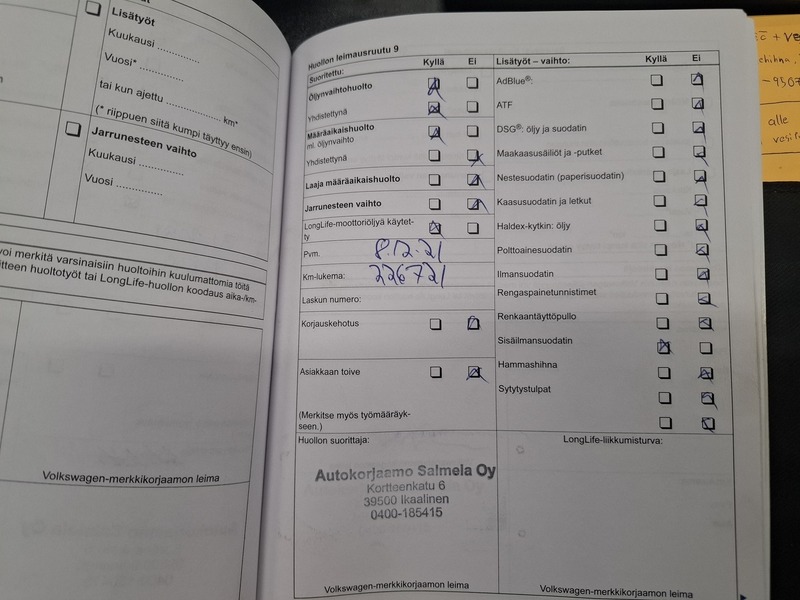 Lisätyöt
Kuukausi ..............
Vuosi* ..............
tai kun ajettu .............. km*
(* riippuen siitä kumpi täyttyy ensin)
Jarrunesteen vaihto
Kuukausi ..............
Vuosi ..............
voi merkitä varsinaisiin huoltoihin kuulumattomia töitä
huoltotyöt tai LongLife-huollon koodaus aika-/km-
Volkswagen-merkkikorjaamon leima
Huollon leimausruutu 9
Suoritettu: Kyllä Ei
Öljynvaihtohuolto
Yhdistettynä
Määräaikaishuolto
ml. öljynvaihto
Yhdistettynä
Laaja määräaikaishuolto
Jarrunesteen vaihto
LongLife-moottoriöljyä käytet-
ty
Pvm. 8.12.21
Km-lukema: 226721
Laskun numero:
Korjauskehotus
Asiakkaan toive
(Merkitse myös työmääräyk-
seen.)
Huollon suorittaja:
Autokorjaamo Salmela Oy
Kortteenkatu 6
39500 Ikaalinen
0400-185415
Volkswagen-merkkikorjaamon leima
Lisätyöt – vaihto: Kyllä Ei
AdBlue®:
ATF
DSG®: öljy ja suodatin
Maakaasusäiliöt ja -putket
Nestesuodatin (paperisuodatin)
Kaasusuodatin ja letkut
Haldex-kytkin: öljy
Polttoainesuodatin
Ilmansuodatin
Rengaspainetunnistimet
Renkaantäyttöpullo
Sisäilmansuodatin
Hammashihna
Sytytystulpat
LongLife-liikkumisturva:
Volkswagen-merkkikorjaamon leima
alle